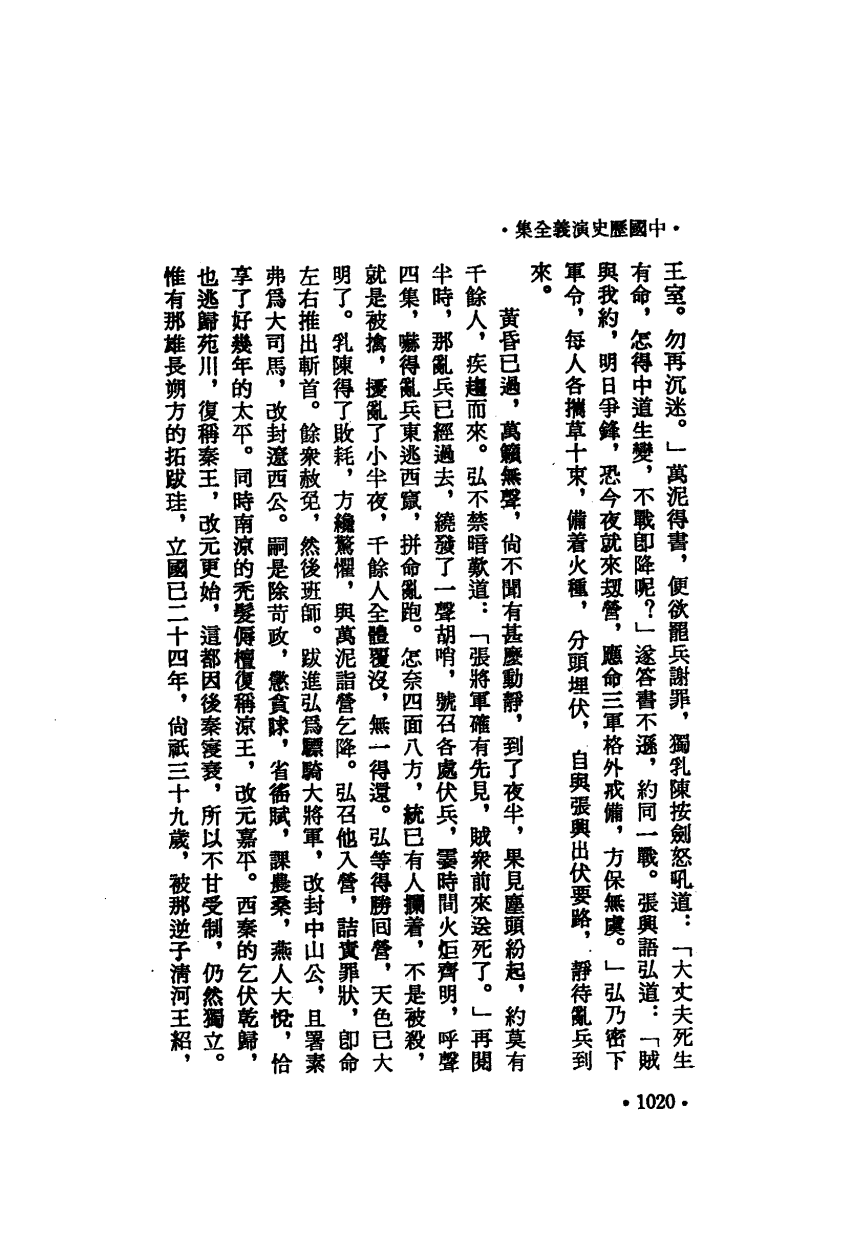 •中國歷史演義全集•
王室。勿再沉迷。」萬泥得書,便欲罷兵謝罪,獨乳陳按劍怒吼道:「大丈夫死生
有命,怎得中道生變,不戰卽降呢?」遂答書不遜,約同一戰。張興語弘道:「賊
與我約,明日爭鋒,恐今夜就來刼營,應命三軍格外戒備,方保無虞。」弘乃密下
軍令,每人各攜草十束,備着火種,分頭埋伏,自與張興出伏要路,靜待亂兵到
來。
黃昏已過,萬籟無聲,尙不聞有甚麼動靜,到了夜半,果見塵頭紛起,約莫有
千餘人,疾趨而來。弘不禁暗歎道:「張將軍確有先見,賊衆前來送死了。」再閱
半時,那亂兵已經過去,纔發了一聲胡哨,號召各處伏兵,霎時間火炬齊明,呼聲
四集,嚇得亂兵東逃西竄,拼命亂跑。怎奈四面八方,統已有人攔着,不是被殺,
就是被擒,擾亂了小半夜,千餘人全體覆沒,無一得還。弘等得勝囘營,天色已大
明了。乳陳得了敗耗,方纔驚懼,與萬泥詣營乞降。弘召他入營,詰責罪狀,卽命
左右推出斬首。餘衆赦免,然後班師。跋進弘爲驃騎大將軍,改封中山公,且署素
弗爲大司馬,改封遼西公。嗣是除苛政,懲貪賕,省徭賦,課農桑,燕人大悅,恰
享了好幾年的太平。同時南涼的禿髮傉檀復稱涼王,改元嘉平。西秦的乞伏乾歸,
也逃歸苑川,復稱秦王,改元更始,這都因後秦寖衰,所以不甘受制,仍然獨立。
惟有那雄長朔方的拓跋珪,立國已二十四年,尙祇三十九歲,被那逆子清河王紹,
•1020•